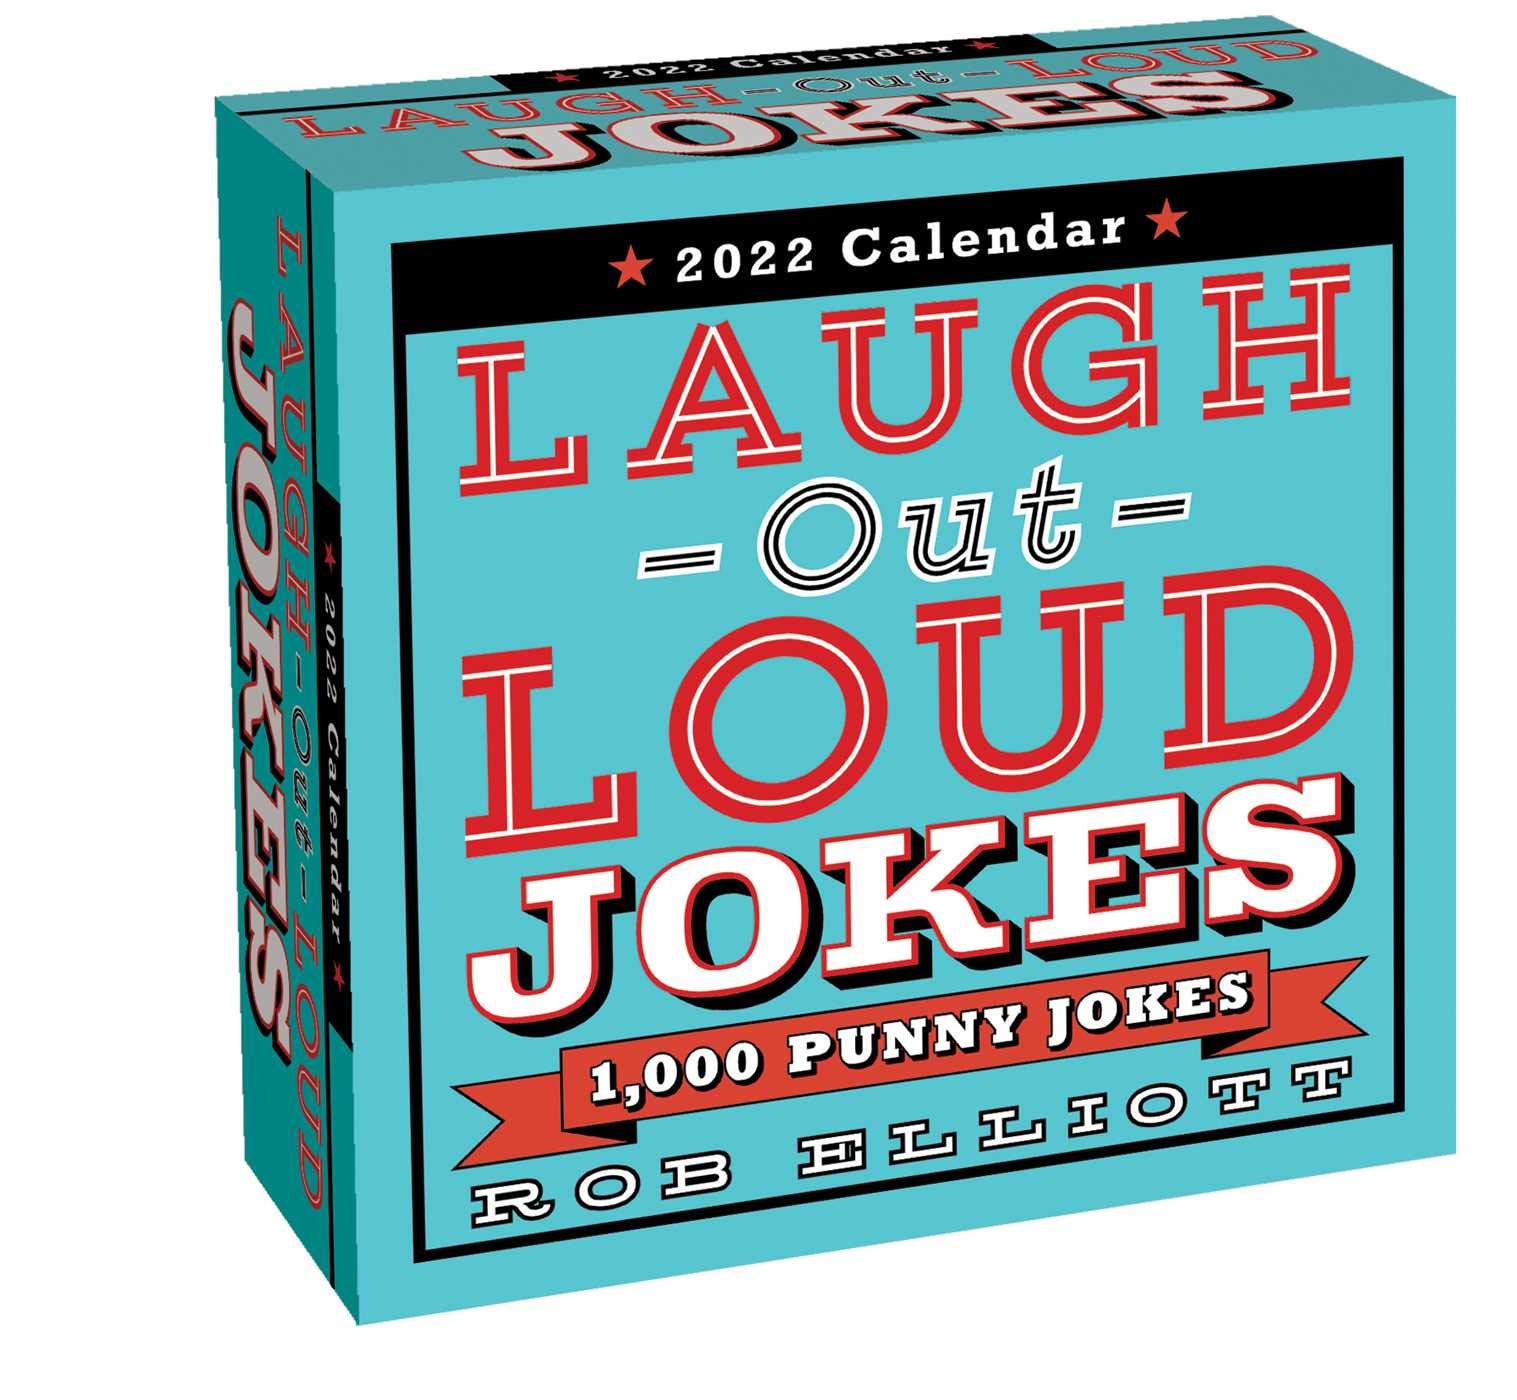 ★ 2022 Calendar ★
LAUGH-Out-LOUD
JOKES
★ 2022 Calendar ★
LAUGH
-Out-
LOUD
JOKES
1,000 PUNNY JOKES
ROB ELLIOTT
JOKES
LAUGH-Out-LOUD
★ 2022 Calendar ★